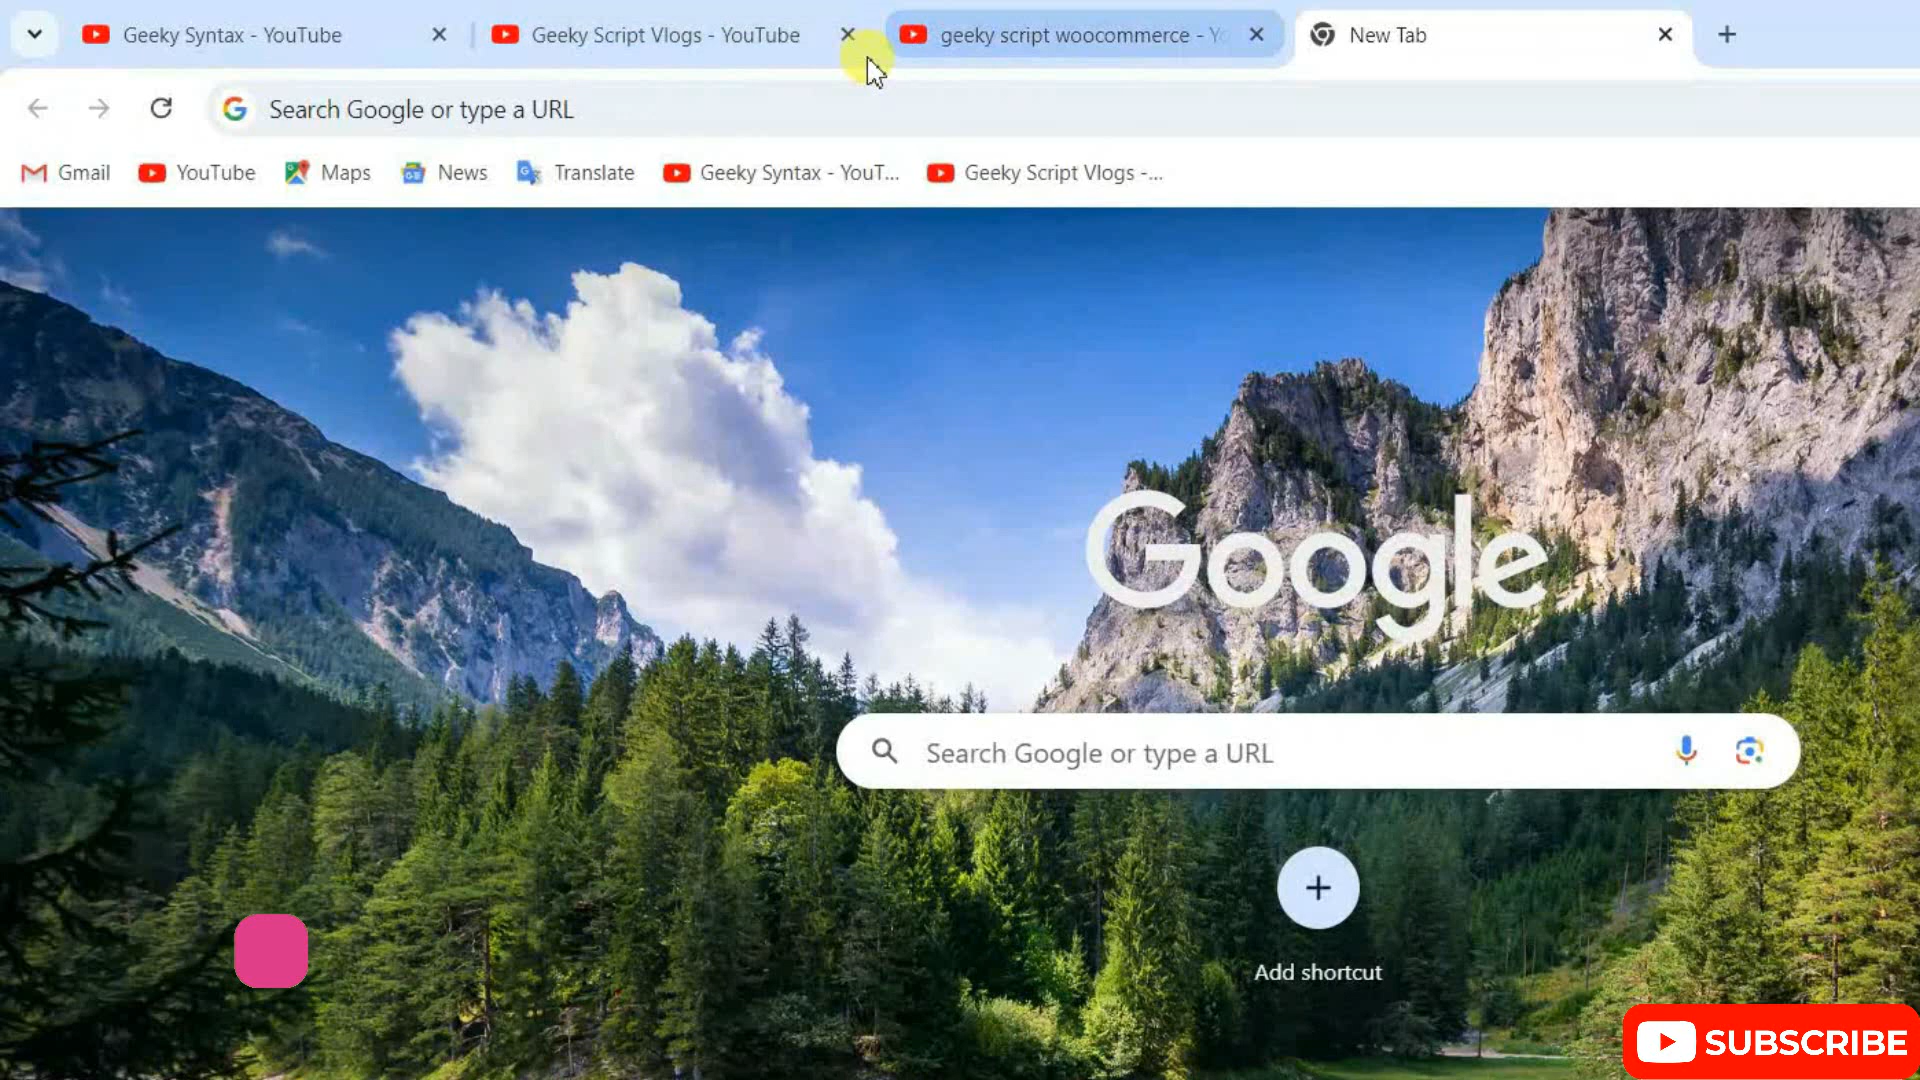 Geeky Syntax - YouTube
Geeky Script Vlogs - YouTube
geeky script woocommerce - Yo
New Tab
Search Google or type a URL
Gmail
YouTube
Maps
News
Translate
Geeky Syntax - YouT...
Geeky Script Vlogs -...
Google
Search Google or type a URL
Add shortcut
SUBSCRIBE